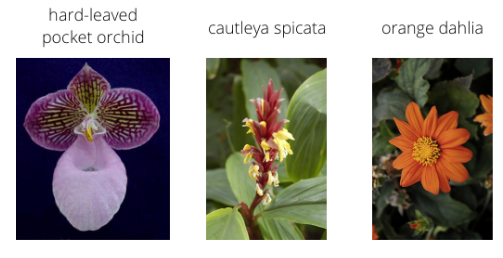 hard-leaved
pocket orchid
cautleya spicata
orange dahlia